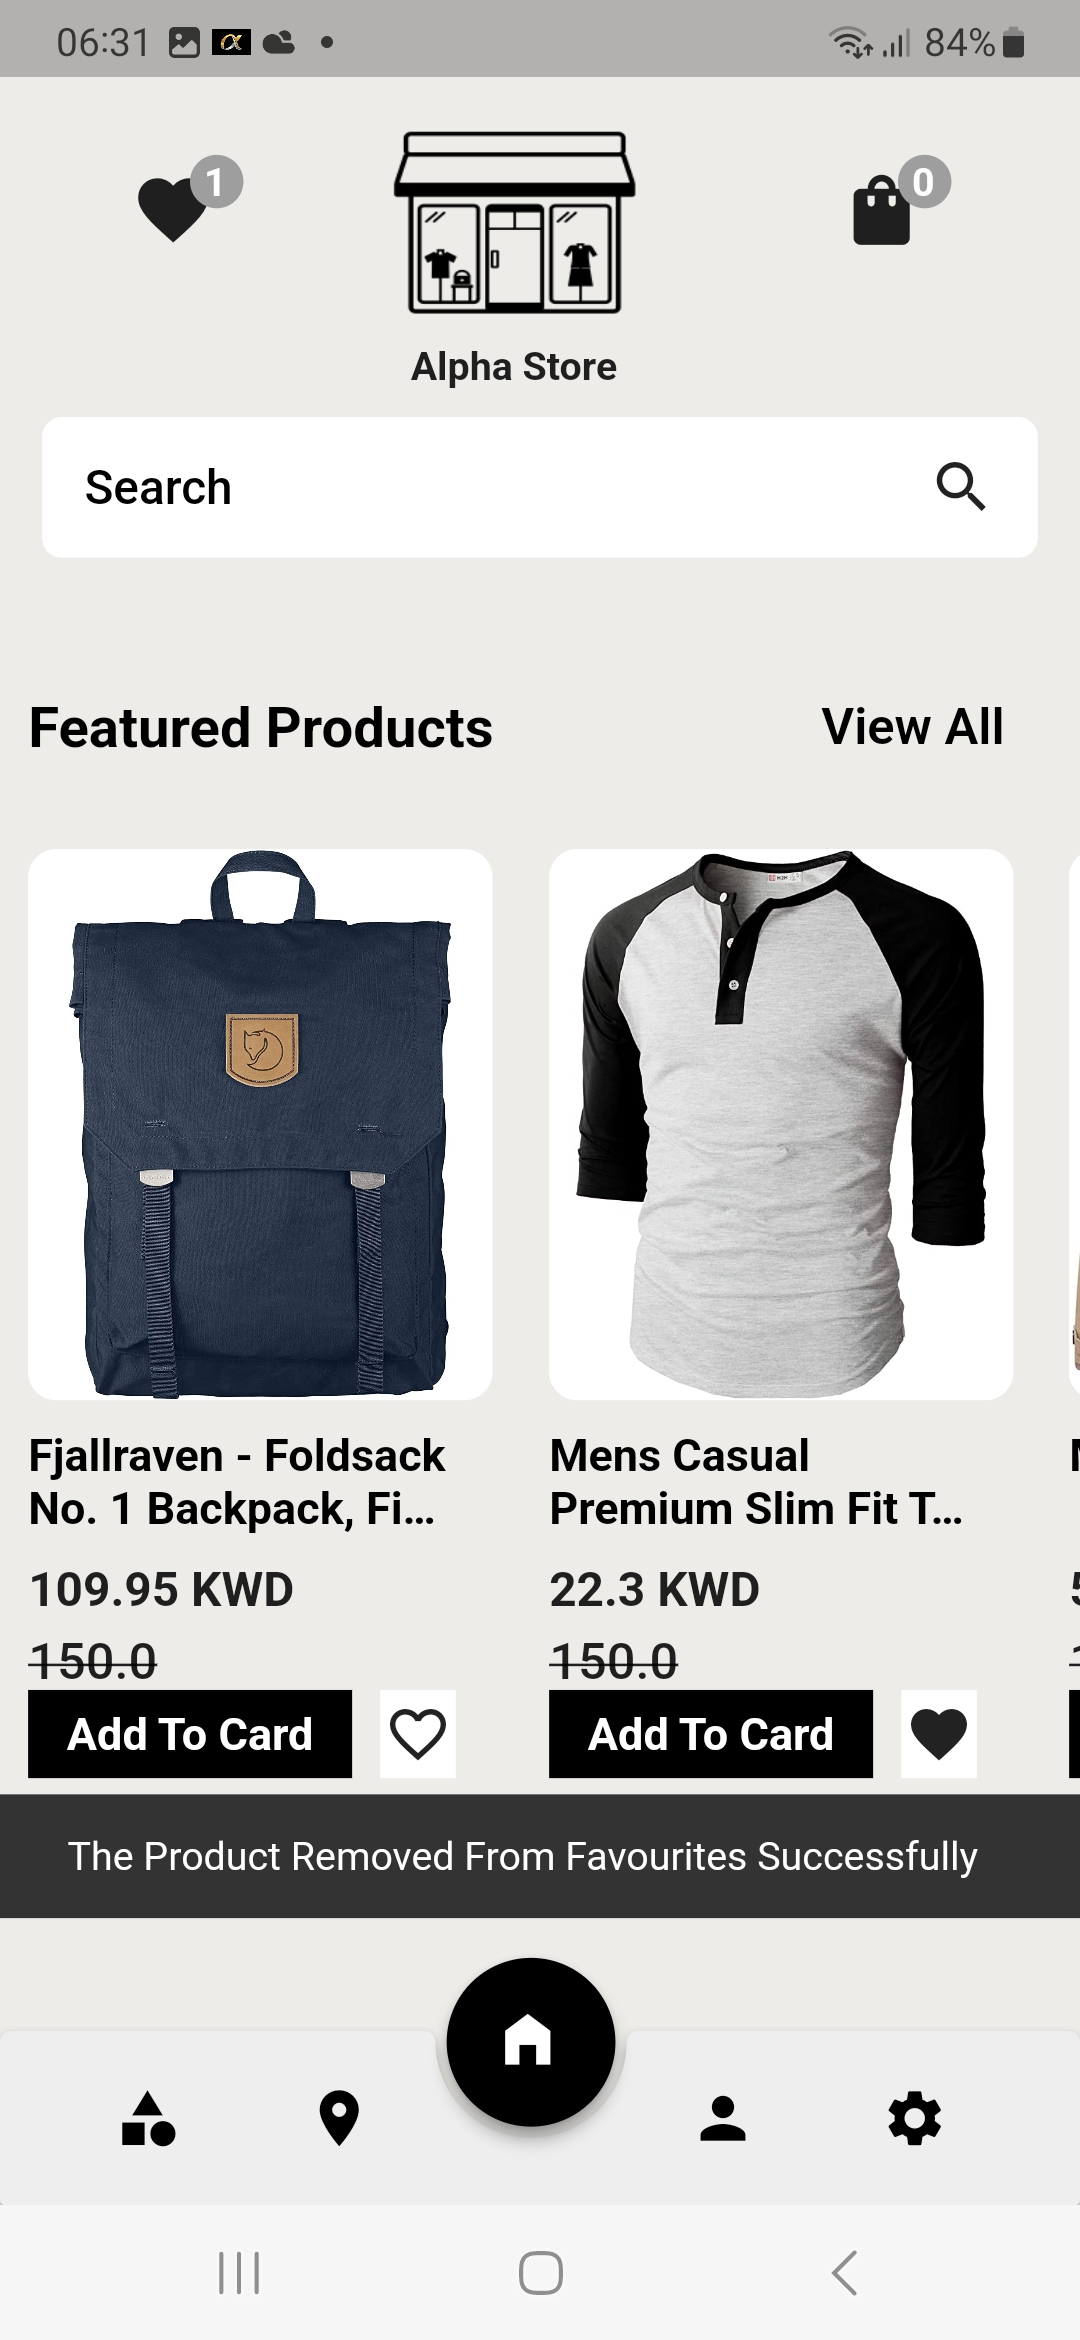 06:31
84%
1
0
Alpha Store
Search
Featured Products
View All
Fjallraven - Foldsack
No. 1 Backpack, Fi...
Mens Casual
Premium Slim Fit T...
109.95 KWD
22.3 KWD
150.0
150.0
Add To Card
Add To Card
The Product Removed From Favourites Successfully